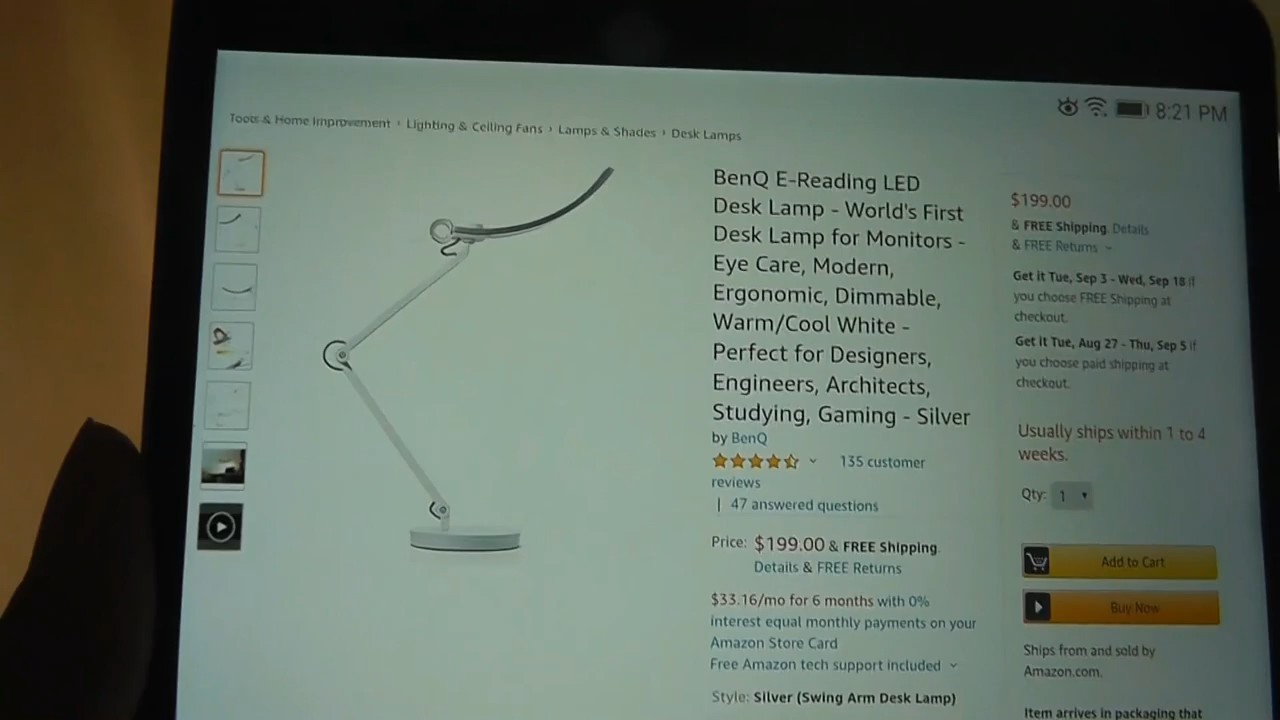 8:21 PM
Tools & Home Improvement › Lighting & Ceiling Fans › Lamps & Shades › Desk Lamps
BenQ E-Reading LED
Desk Lamp - World's First
Desk Lamp for Monitors -
Eye Care, Modern,
Ergonomic, Dimmable,
Warm/Cool White -
Perfect for Designers,
Engineers, Architects,
Studying, Gaming - Silver
by BenQ
135 customer
reviews
| 47 answered questions
Price: $199.00 & FREE Shipping.
Details & FREE Returns
$33.16/mo for 6 months with 0%
interest equal monthly payments on your
Amazon Store Card
Free Amazon tech support included
Style: Silver (Swing Arm Desk Lamp)
$199.00
& FREE Shipping. Details
& FREE Returns
Get it Tue, Sep 3 - Wed, Sep 18 if
you choose FREE Shipping at
checkout.
Get it Tue, Aug 27 - Thu, Sep 5 if
you choose paid shipping at
checkout.
Usually ships within 1 to 4
weeks.
Qty: 1
Add to Cart
Buy Now
Ships from and sold by
Amazon.com.
Item arrives in packaging that